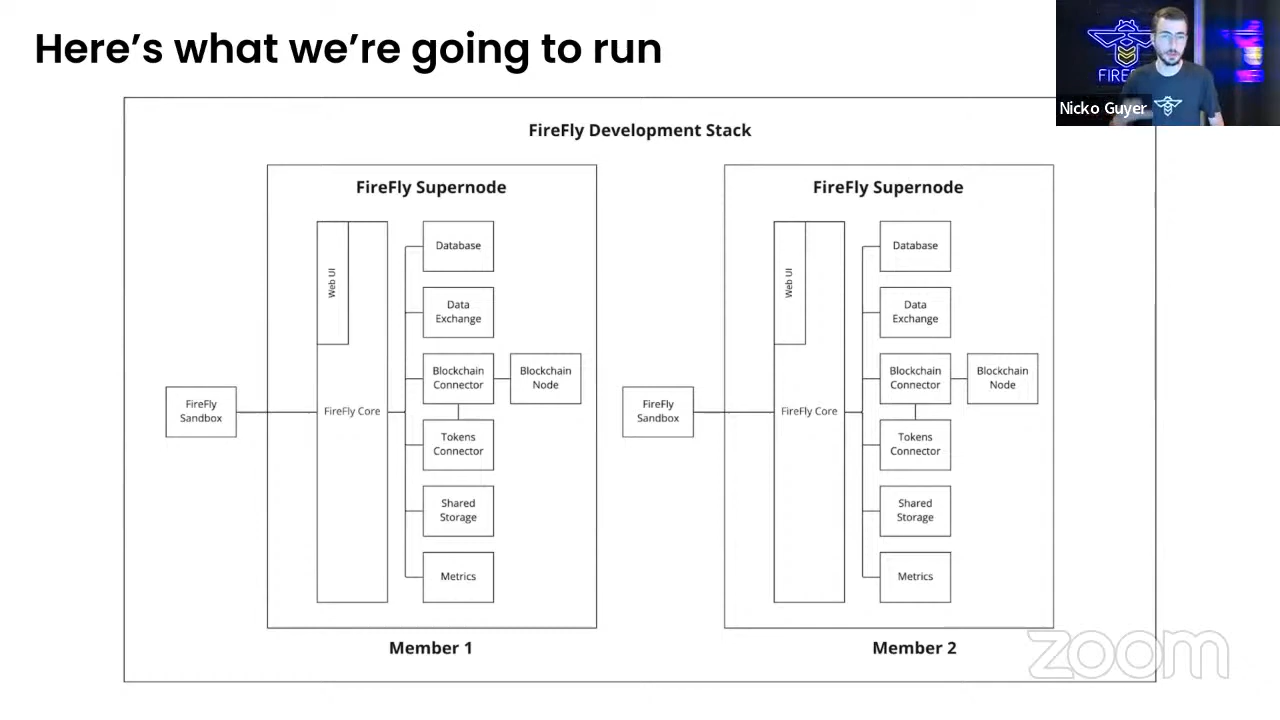 Here's what we're going to run
FIRE
Nicko Guyer
FireFly Development Stack
FireFly Supernode
Web UI
FireFly Core
Database
Data
Exchange
Blockchain
Connector
Blockchain
Node
Tokens
Connector
Shared
Storage
Metrics
FireFly
Sandbox
Member 1
FireFly Supernode
Web UI
FireFly Core
Database
Data
Exchange
Blockchain
Connector
Blockchain
Node
Tokens
Connector
Shared
Storage
Metrics
FireFly
Sandbox
Member 2
zoom